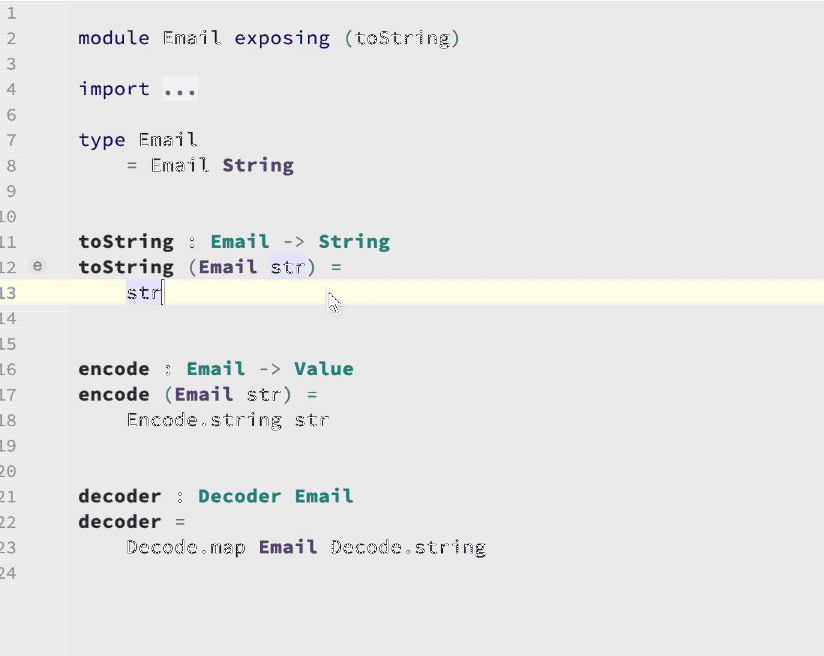 1
2 module Email exposing (toString)
3
4 import ...
6
7 type Email
8 = Email String
9
10
11 toString : Email -> String
12 e toString (Email str) =
13 str
14
15
16 encode : Email -> Value
17 encode (Email str) =
18 Encode.string str
19
20
21 decoder : Decoder Email
22 decoder =
23 Decode.map Email Decode.string
24